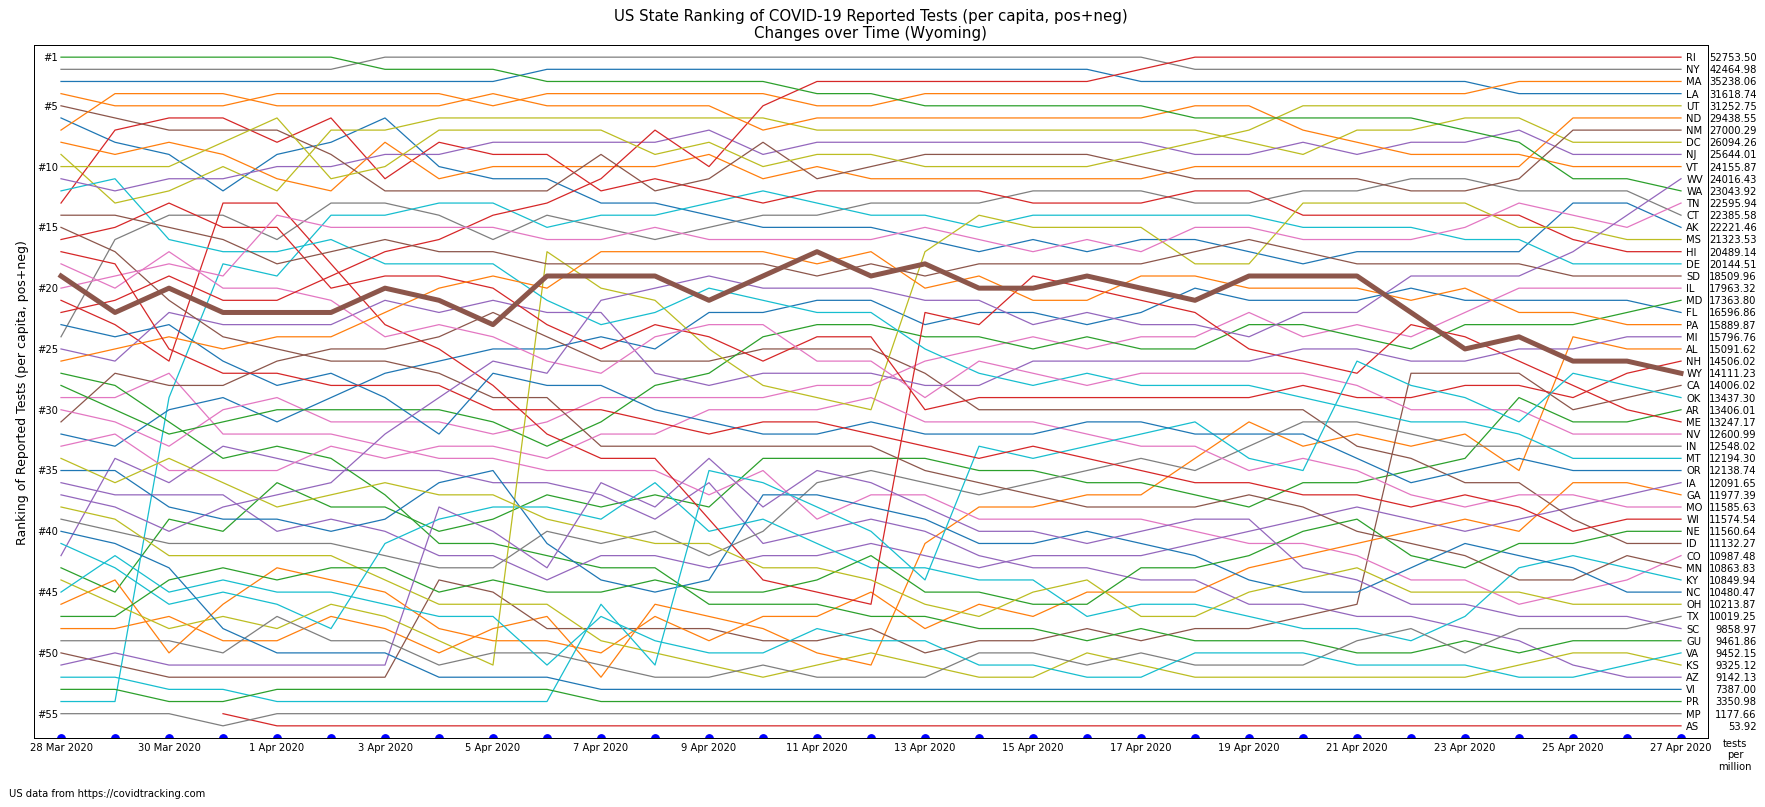 US State Ranking of COVID-19 Reported Tests (per capita, pos+neg)
Changes over Time (Wyoming)
Ranking of Reported Tests (per capita, pos+neg)
#1
#5
#10
#15
#20
#25
#30
#35
#40
#45
#50
#55
RI 52753.50
NY 42464.98
MA 35238.06
LA 31618.74
UT 31252.75
ND 29438.55
NM 27000.29
DC 26094.26
NJ 25644.01
VT 24155.87
WV 24016.43
WA 23043.92
TN 22595.94
CT 22385.58
AK 22221.46
MS 21323.53
HI 20489.14
DE 20144.51
SD 18509.96
IL 17963.32
MD 17363.80
FL 16596.86
PA 15889.87
MI 15796.76
AL 15091.62
NH 14506.02
WY 14111.23
CA 14006.02
OK 13437.30
AR 13406.01
ME 13247.17
NV 12600.99
IN 12548.02
MT 12194.30
OR 12138.74
IA 12091.65
GA 11977.39
MO 11585.63
WI 11574.54
NE 11560.64
ID 11132.27
CO 10987.48
MN 10863.83
KY 10849.94
NC 10480.47
OH 10213.87
TX 10019.25
SC 9858.97
GU 9461.86
VA 9452.15
KS 9325.12
AZ 9142.13
VI 7387.00
PR 3350.98
MP 1177.66
AS 53.92
28 Mar 2020 30 Mar 2020 1 Apr 2020 3 Apr 2020 5 Apr 2020 7 Apr 2020 9 Apr 2020 11 Apr 2020 13 Apr 2020 15 Apr 2020 17 Apr 2020 19 Apr 2020 21 Apr 2020 23 Apr 2020 25 Apr 2020 27 Apr 2020
tests
per
million
US data from https://covidtracking.com